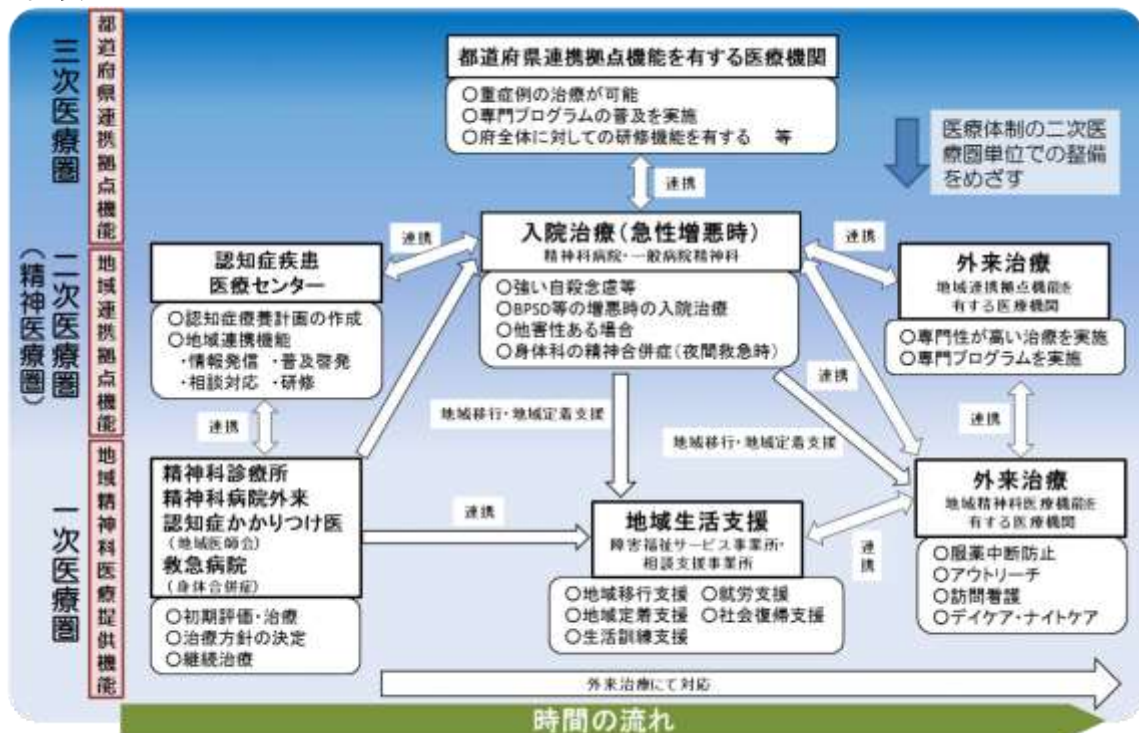 三次医療圏
都道府県連携拠点機能
都道府県連携拠点機能を有する医療機関
○重症例の治療が可能
○専門プログラムの普及を実施
○府全体に対しての研修機能を有する　等
医療体制の二次医
療圏単位での整備
をめざす
連携
二次医療圏
(精神医療圏)
地域連携拠点機能
認知症疾患
医療センター
○認知症療養計画の作成
○地域連携機能
・情報発信 ・普及啓発
・相談対応 ・研修
連携
入院治療(急性増悪時)
精神科病院・一般病院精神科
○強い自殺念慮等
○BPSD等の増悪時の入院治療
○他害性ある場合
○身体科の精神合併症(夜間救急時)
連携
外来治療
地域連携拠点機能を
有する医療機関
○専門性が高い治療を実施
○専門プログラムを実施
連携
地域移行・地域定着支援
連携
地域移行・地域定着支援
連携
一次医療圏
地域精神科医療提供機能
精神科診療所
精神科病院外来
認知症かかりつけ医
(地域医師会)
救急病院
(身体合併症)
○初期評価・治療
○治療方針の決定
○継続治療
連携
地域生活支援
障害福祉サービス事業所・
相談支援事業所
○地域移行支援 ○就労支援
○地域定着支援 ○社会復帰支援
○生活訓練支援
連携
外来治療
地域精神科医療機能を
有する医療機関
○服薬中断防止
○アウトリーチ
○訪問看護
○デイケア・ナイトケア
外来治療にて対応
時間の流れ